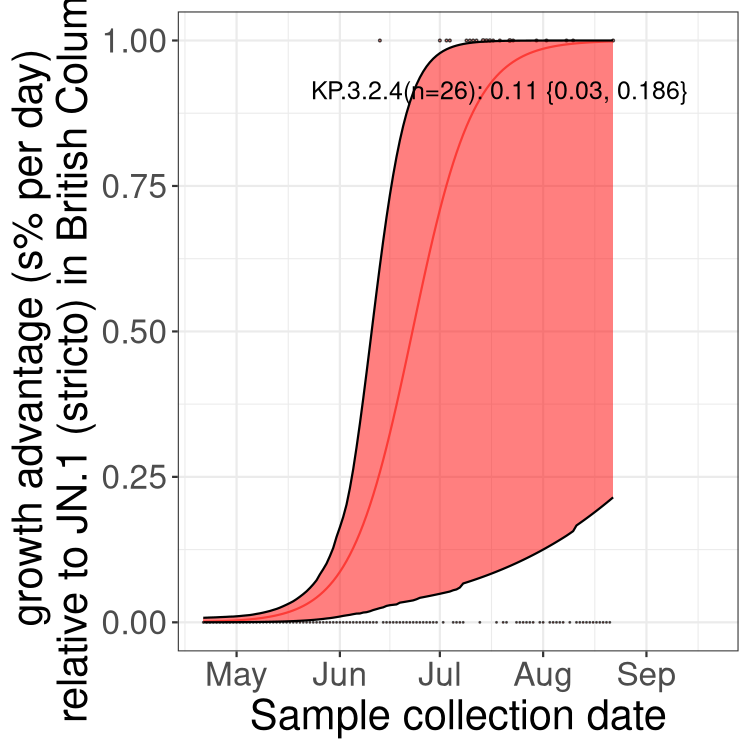 growth advantage (s% per day)
relative to JN.1 (stricto) in British Colum
1.00
0.75
0.50
0.25
0.00
KP.3.2.4(n=26): 0.11 {0.03, 0.186}
May Jun Jul Aug Sep
Sample collection date